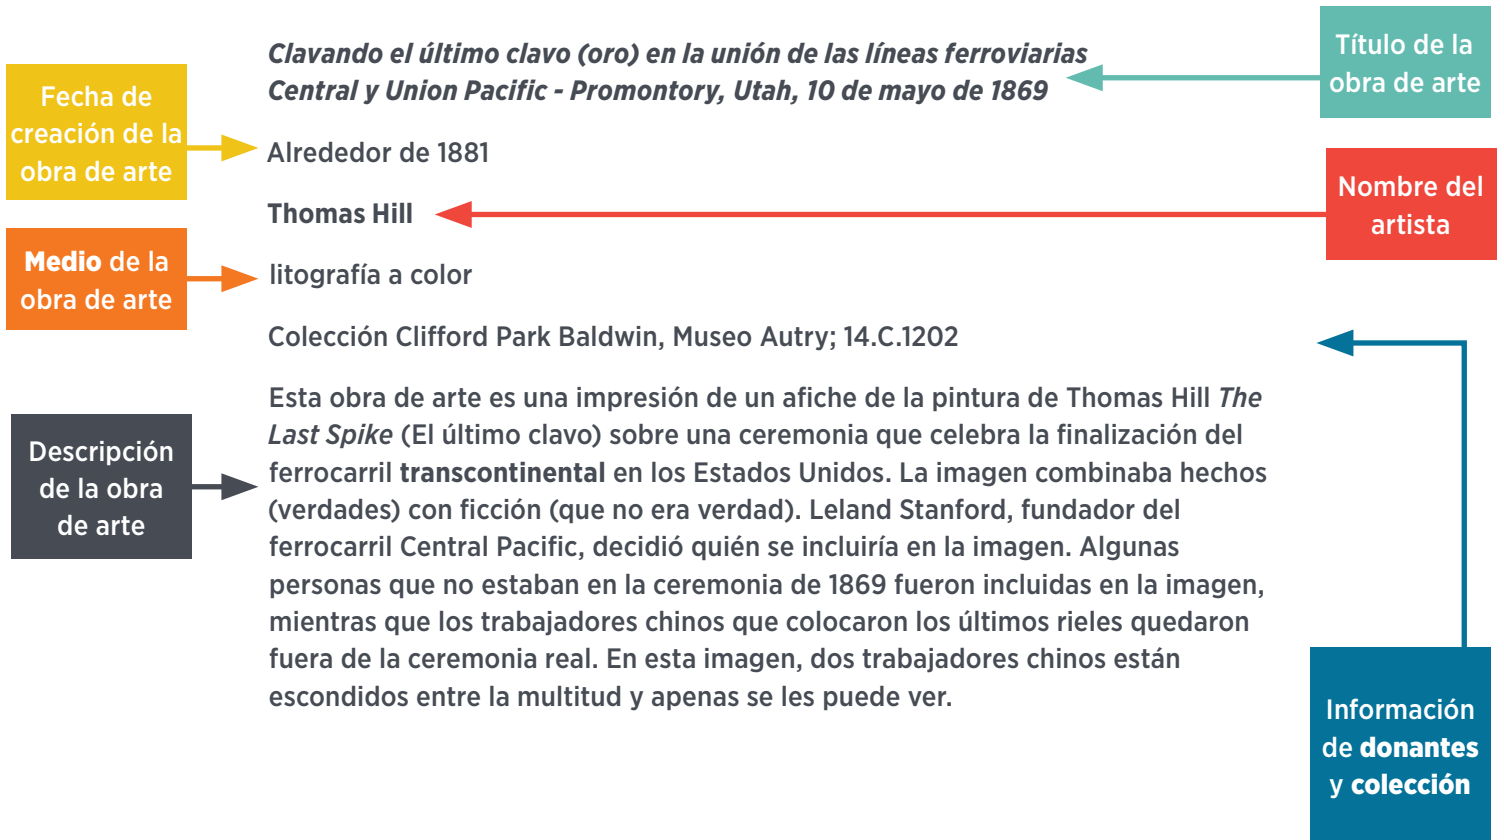 Clavando el último clavo (oro) en la unión de las líneas ferroviarias
Central y Union Pacific - Promontory, Utah, 10 de mayo de 1869
Título de la
obra de arte
Fecha de
creación de la
obra de arte
Alrededor de 1881
Thomas Hill
Nombre del
artista
Medio de la
obra de arte
litografía a color
Colección Clifford Park Baldwin, Museo Autry; 14.C.1202
Descripción
de la obra
de arte
Esta obra de arte es una impresión de un afiche de la pintura de Thomas Hill The
Last Spike (El último clavo) sobre una ceremonia que celebra la finalización del
ferrocarril transcontinental en los Estados Unidos. La imagen combinaba hechos
(verdades) con ficción (que no era verdad). Leland Stanford, fundador del
ferrocarril Central Pacific, decidió quién se incluiría en la imagen. Algunas
personas que no estaban en la ceremonia de 1869 fueron incluidas en la imagen,
mientras que los trabajadores chinos que colocaron los últimos rieles quedaron
fuera de la ceremonia real. En esta imagen, dos trabajadores chinos están
escondidos entre la multitud y apenas se les puede ver.
Información
de donantes
y colección